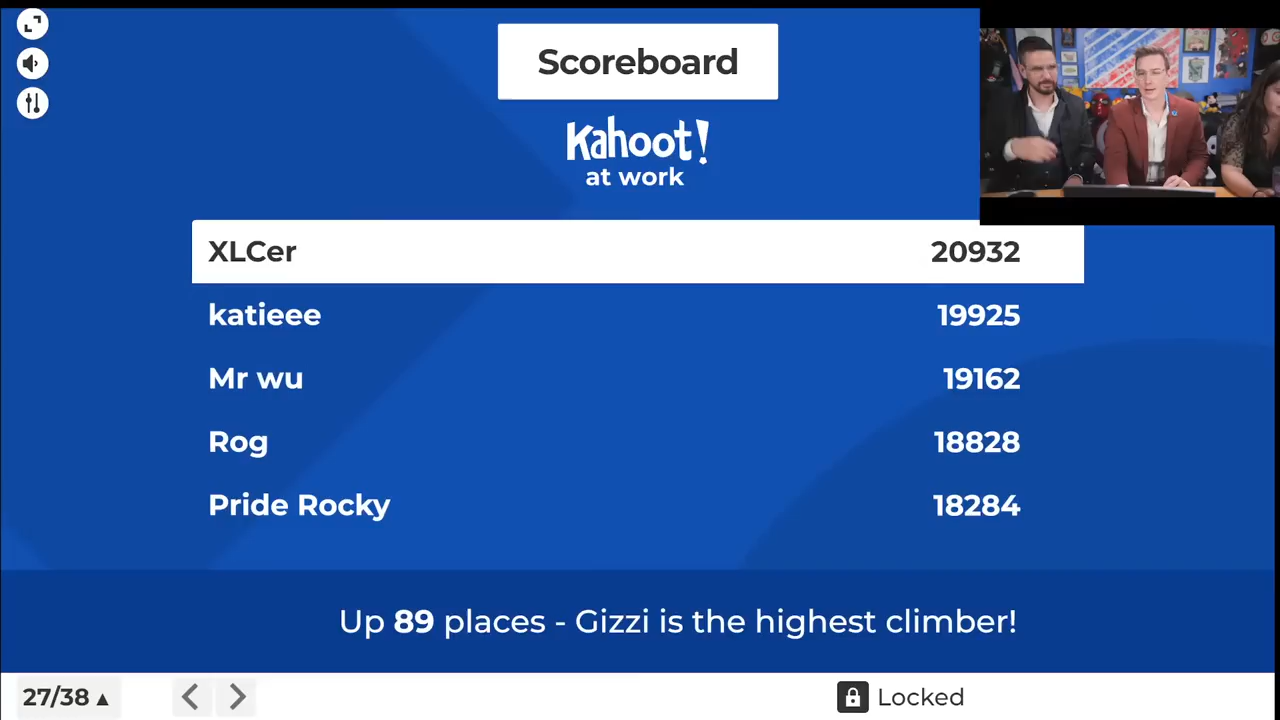 Scoreboard
Kahoot!
at work
XLCer 20932
katieee 19925
Mr wu 19162
Rog 18828
Pride Rocky 18284
Up 89 places - Gizzi is the highest climber!
27/38 ▲
Locked